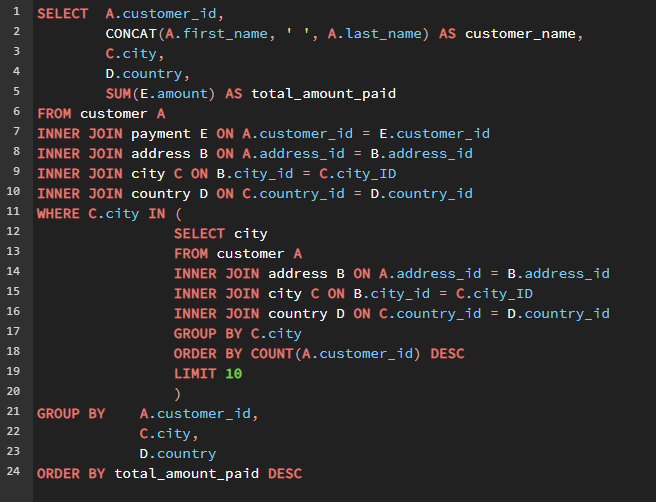 1 SELECT  A.customer_id,
2         CONCAT(A.first_name, ' ', A.last_name) AS customer_name,
3         C.city,
4         D.country,
5         SUM(E.amount) AS total_amount_paid
6 FROM customer A
7 INNER JOIN payment E ON A.customer_id = E.customer_id
8 INNER JOIN address B ON A.address_id = B.address_id
9 INNER JOIN city C ON B.city_id = C.city_ID
10 INNER JOIN country D ON C.country_id = D.country_id
11 WHERE C.city IN (
12                 SELECT city
13                 FROM customer A
14                 INNER JOIN address B ON A.address_id = B.address_id
15                 INNER JOIN city C ON B.city_id = C.city_ID
16                 INNER JOIN country D ON C.country_id = D.country_id
17                 GROUP BY C.city
18                 ORDER BY COUNT(A.customer_id) DESC
19                 LIMIT 10
20                 )
21 GROUP BY    A.customer_id,
22             C.city,
23             D.country
24 ORDER BY total_amount_paid DESC